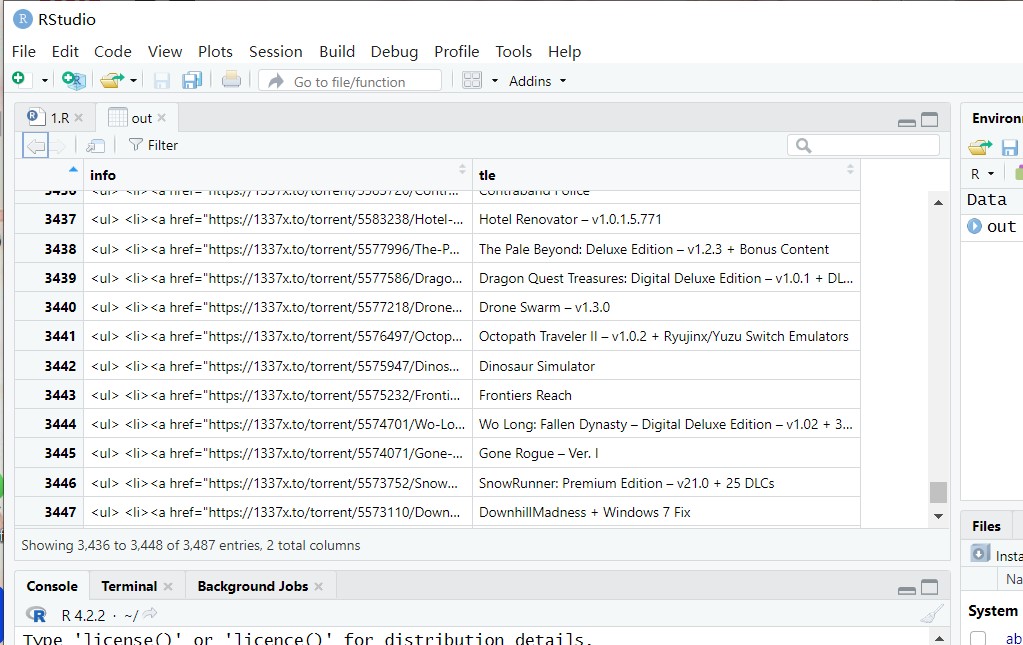 RStudio
File Edit Code View Plots Session Build Debug Profile Tools Help
Go to file/function Addins
1.R out
Filter
info tle
3436 <ul> <li><a href="https://1337x.to/torrent/5583720/Contr... Contraband Police
3437 <ul> <li><a href="https://1337x.to/torrent/5583238/Hotel-... Hotel Renovator – v1.0.1.5.771
3438 <ul> <li><a href="https://1337x.to/torrent/5577996/The-P... The Pale Beyond: Deluxe Edition – v1.2.3 + Bonus Content
3439 <ul> <li><a href="https://1337x.to/torrent/5577586/Drago... Dragon Quest Treasures: Digital Deluxe Edition – v1.0.1 + DL...
3440 <ul> <li><a href="https://1337x.to/torrent/5577218/Drone... Drone Swarm – v1.3.0
3441 <ul> <li><a href="https://1337x.to/torrent/5576497/Octop... Octopath Traveler II – v1.0.2 + Ryujinx/Yuzu Switch Emulators
3442 <ul> <li><a href="https://1337x.to/torrent/5575947/Dinos... Dinosaur Simulator
3443 <ul> <li><a href="https://1337x.to/torrent/5575232/Fronti... Frontiers Reach
3444 <ul> <li><a href="https://1337x.to/torrent/5574701/Wo-Lo... Wo Long: Fallen Dynasty – Digital Deluxe Edition – v1.02 + 3...
3445 <ul> <li><a href="https://1337x.to/torrent/5574071/Gone-... Gone Rogue – Ver. I
3446 <ul> <li><a href="https://1337x.to/torrent/5573752/Snow... SnowRunner: Premium Edition – v21.0 + 25 DLCs
3447 <ul> <li><a href="https://1337x.to/torrent/5573110/Down... DownhillMadness + Windows 7 Fix
Showing 3,436 to 3,448 of 3,487 entries, 2 total columns
Console Terminal Background Jobs
R 4.2.2 · ~/
Type 'license()' or 'licence()' for distribution details.
Environ
R
Data
out
Files
Insta
Na
System
ab